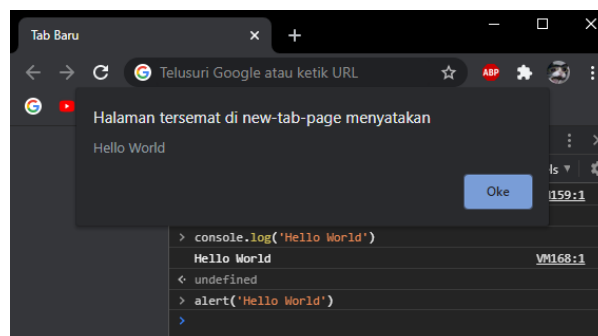 Tab Baru
Telusuri Google atau ketik URL
ABP
Halaman tersemat di new-tab-page menyatakan
Hello World
Oke
ls
159:1
> console.log('Hello World')
Hello World VM168:1
undefined
> alert('Hello World')
>